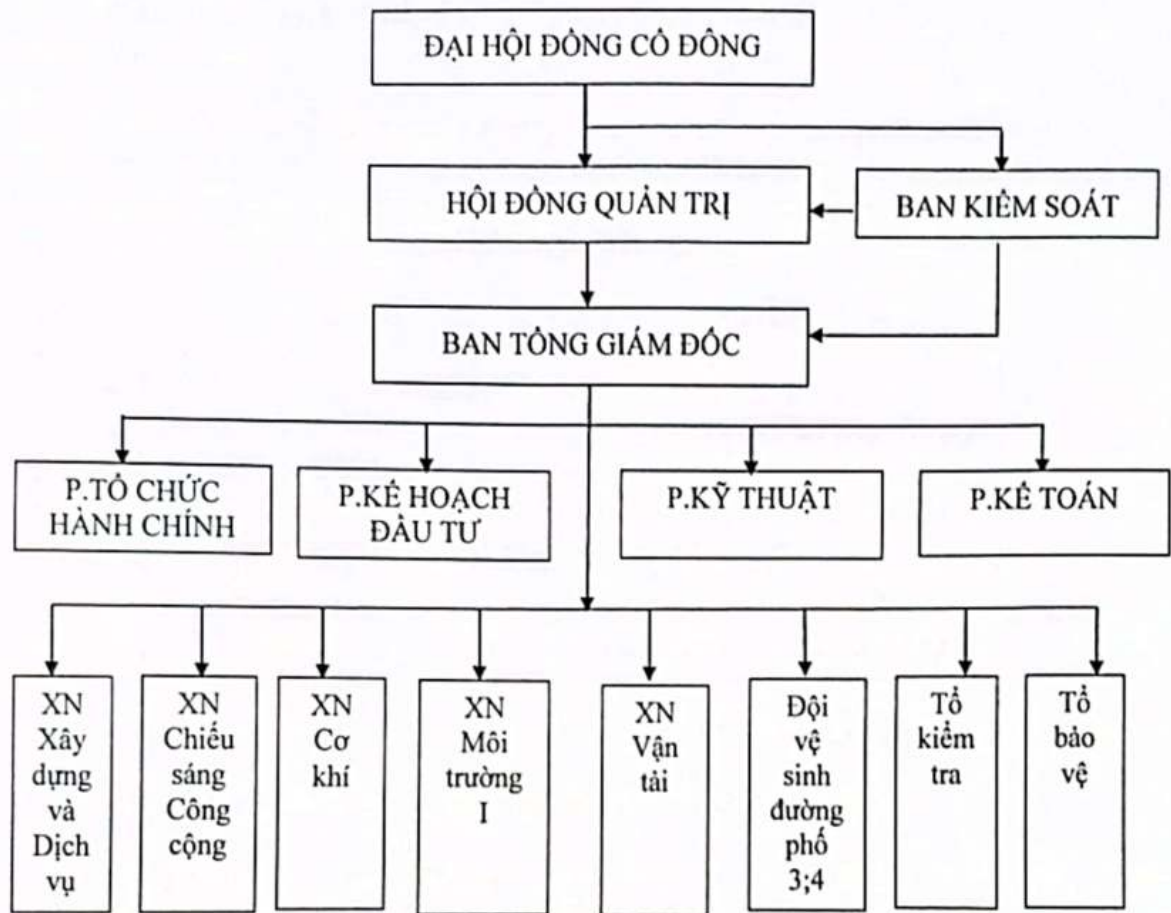 ĐẠI HỘI ĐỒNG CỔ ĐÔNG
HỘI ĐỒNG QUẢN TRỊ
BAN KIỂM SOÁT
BAN TỔNG GIÁM ĐỐC
P.TỔ CHỨC
HÀNH CHÍNH
P.KẾ HOẠCH
ĐẦU TƯ
P.KỸ THUẬT
P.KẾ TOÁN
XN
Xây
dựng
và
Dịch
vụ
XN
Chiếu
sáng
Công
cộng
XN
Cơ
khí
XN
Môi
trường
I
XN
Vận
tải
Đội
vệ
sinh
đường
phố
3;4
Tổ
kiểm
tra
Tổ
bảo
vệ